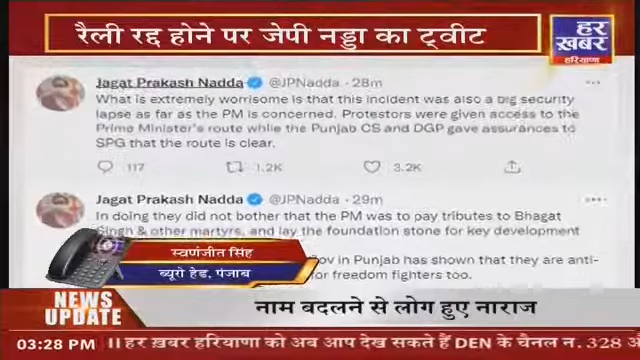 रैली रद्द होने पर जेपी नड्डा का ट्वीट
हर
ख़बर
हरियाणा
Jagat Prakash Nadda @JPNadda · 28m
What is extremely worrisome is that this incident was also a big security
lapse as far as the PM is concerned. Protestors were given access to the
Prime Minister's route while the Punjab CS and DGP gave assurances to
SPG that the route is clear.
117 1.2K 3.2K
Jagat Prakash Nadda @JPNadda · 29m
In doing they did not bother that the PM was to pay tributes to Bhagat
Singh & other martyrs, and lay the foundation stone for key development
ov in Punjab has shown that they are anti-
for freedom fighters too.
स्वर्णजीत सिंह
ब्यूरो हेड, पंजाब
NEWS
UPDATE
नाम बदलने से लोग हुए नाराज
03:28 PM ॥ हर ख़बर हरियाणा को अब आप देख सकते हैं DEN के चैनल न. 328 और